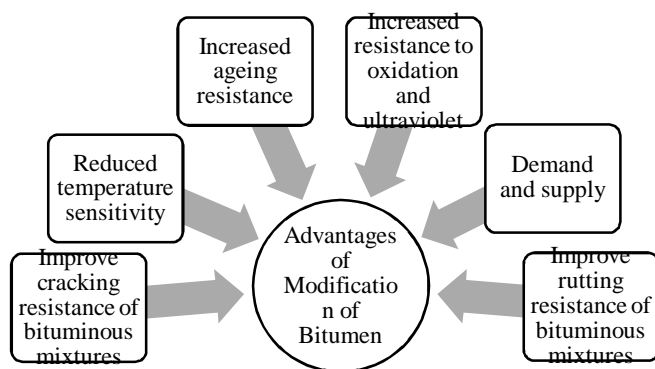 Increased
ageing
resistance
Increased
resistance to
oxidation
and
ultraviolet
Reduced
temperature
sensitivity
Demand
and supply
Improve
cracking
resistance of
bituminous
mixtures
Advantages
of
Modificatio
n of
Bitumen
Improve
rutting
resistance of
bituminous
mixtures